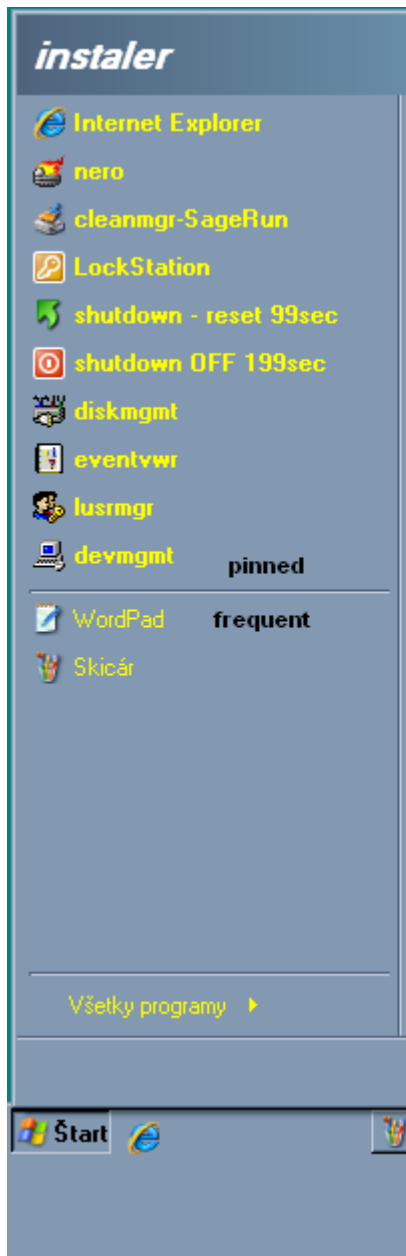 instaler
Internet Explorer
nero
cleanmgr-SageRun
LockStation
shutdown - reset 99sec
shutdown OFF 199sec
diskmgmt
eventvwr
lusrmgr
devmgmt
pinned
WordPad
frequent
Skicár
Všetky programy
Štart